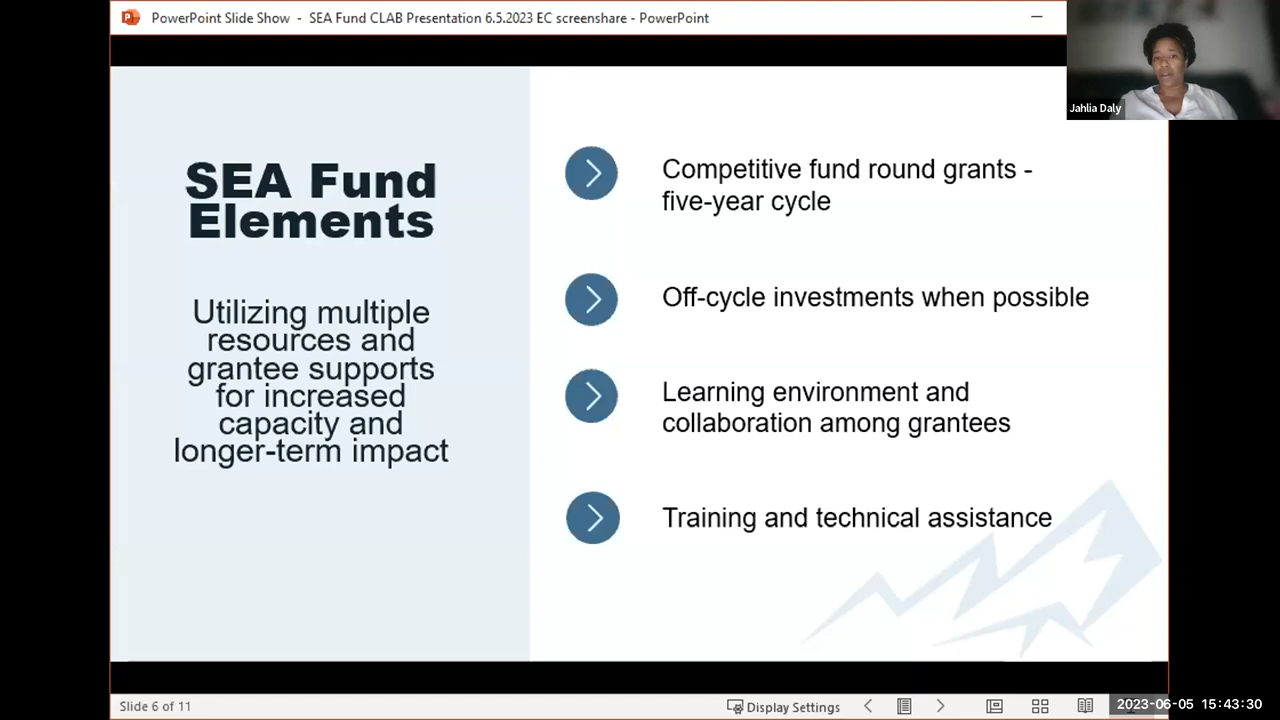 PowerPoint Slide Show - SEA Fund CLAB Presentation 6.5.2023 EC screenshare - PowerPoint
Jahlia Daly
SEA Fund
Elements
Utilizing multiple
resources and
grantee supports
for increased
capacity and
longer-term impact
Competitive fund round grants -
five-year cycle
Off-cycle investments when possible
Learning environment and
collaboration among grantees
Training and technical assistance
Slide 6 of 11
Display Settings
2023-06-05 15:43:30